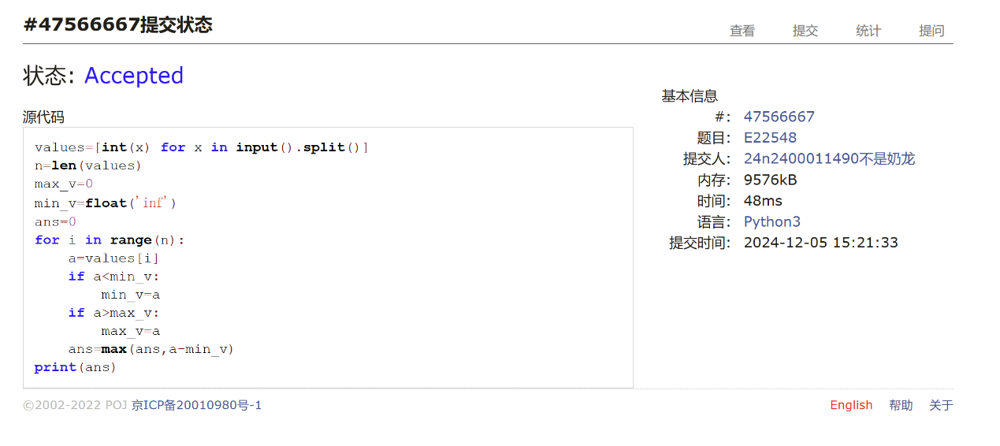 #47566667提交状态
查看 提交 统计 提问
状态: Accepted
源代码
values=[int(x) for x in input().split()]
n=len(values)
max_v=0
min_v=float('inf')
ans=0
for i in range(n):
    a=values[i]
    if a<min_v:
        min_v=a
    if a>max_v:
        max_v=a
    ans=max(ans,a-min_v)
print(ans)
基本信息
#: 47566667
题目: E22548
提交人: 24n2400011490不是奶龙
内存: 9576kB
时间: 48ms
语言: Python3
提交时间: 2024-12-05 15:21:33
©2002-2022 POJ 京ICP备20010980号-1
English 帮助 关于